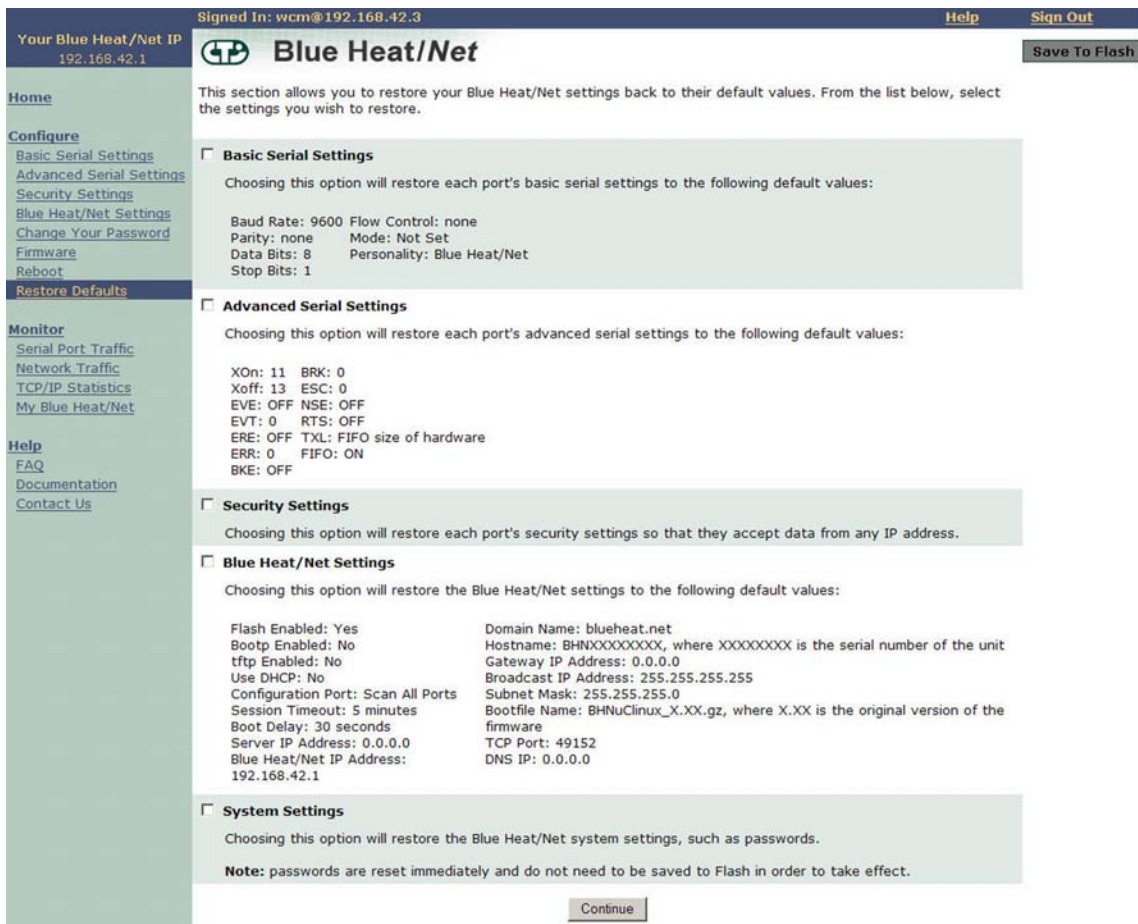 Signed In: wcm@192.168.42.3
Help
Sign Out
Your Blue Heat/Net IP
192.168.42.1
CTP
Blue Heat/Net
Save To Flash
Home
Configure
Basic Serial Settings
Advanced Serial Settings
Security Settings
Blue Heat/Net Settings
Change Your Password
Firmware
Reboot
Restore Defaults
Monitor
Serial Port Traffic
Network Traffic
TCP/IP Statistics
My Blue Heat/Net
Help
FAQ
Documentation
Contact Us
This section allows you to restore your Blue Heat/Net settings back to their default values. From the list below, select
the settings you wish to restore.
Basic Serial Settings
Choosing this option will restore each port's basic serial settings to the following default values:
Baud Rate: 9600 Flow Control: none
Parity: none Mode: Not Set
Data Bits: 8 Personality: Blue Heat/Net
Stop Bits: 1
Advanced Serial Settings
Choosing this option will restore each port's advanced serial settings to the following default values:
XOn: 11 BRK: 0
Xoff: 13 ESC: 0
EVE: OFF NSE: OFF
EVT: 0 RTS: OFF
ERE: OFF TXL: FIFO size of hardware
ERR: 0 FIFO: ON
BKE: OFF
Security Settings
Choosing this option will restore each port's security settings so that they accept data from any IP address.
Blue Heat/Net Settings
Choosing this option will restore the Blue Heat/Net settings to the following default values:
Flash Enabled: Yes
Bootp Enabled: No
tftp Enabled: No
Use DHCP: No
Configuration Port: Scan All Ports
Session Timeout: 5 minutes
Boot Delay: 30 seconds
Server IP Address: 0.0.0.0
Blue Heat/Net IP Address:
192.168.42.1
Domain Name: blueheat.net
Hostname: BHNXXXXXXXX, where XXXXXXXX is the serial number of the unit
Gateway IP Address: 0.0.0.0
Broadcast IP Address: 255.255.255.255
Subnet Mask: 255.255.255.0
Bootfile Name: BHNuClinux_X.XX.gz, where X.XX is the original version of the
firmware
TCP Port: 49152
DNS IP: 0.0.0.0
System Settings
Choosing this option will restore the Blue Heat/Net system settings, such as passwords.
Note: passwords are reset immediately and do not need to be saved to Flash in order to take effect.
Continue